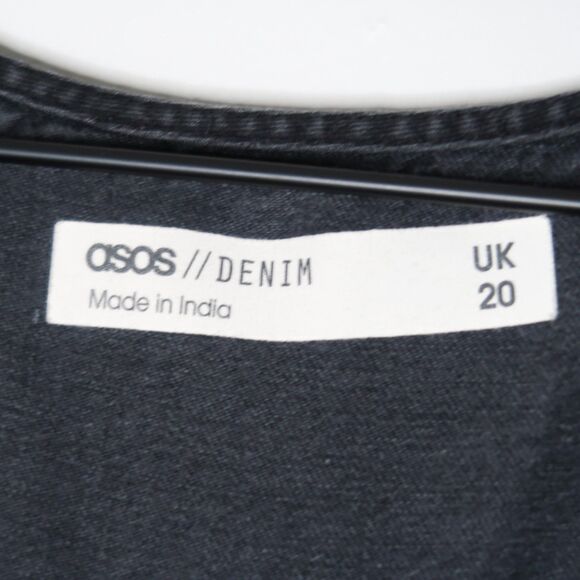 asos // DENIM
Made in India
UK
20